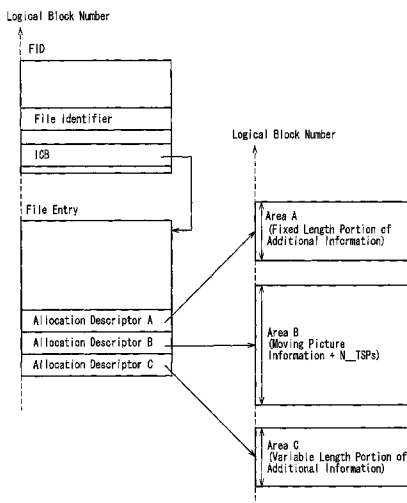 Logical Block Number
FID
File Identifier
ICB
File Entry
Allocation Descriptor A
Allocation Descriptor B
Allocation Descriptor C
Logical Block Number
Area A
(Fixed Length Portion of
Additional Information)
Area B
(Moving Picture
Information + N__TSPs)
Area C
(Variable Length Portion of
Additional Information)